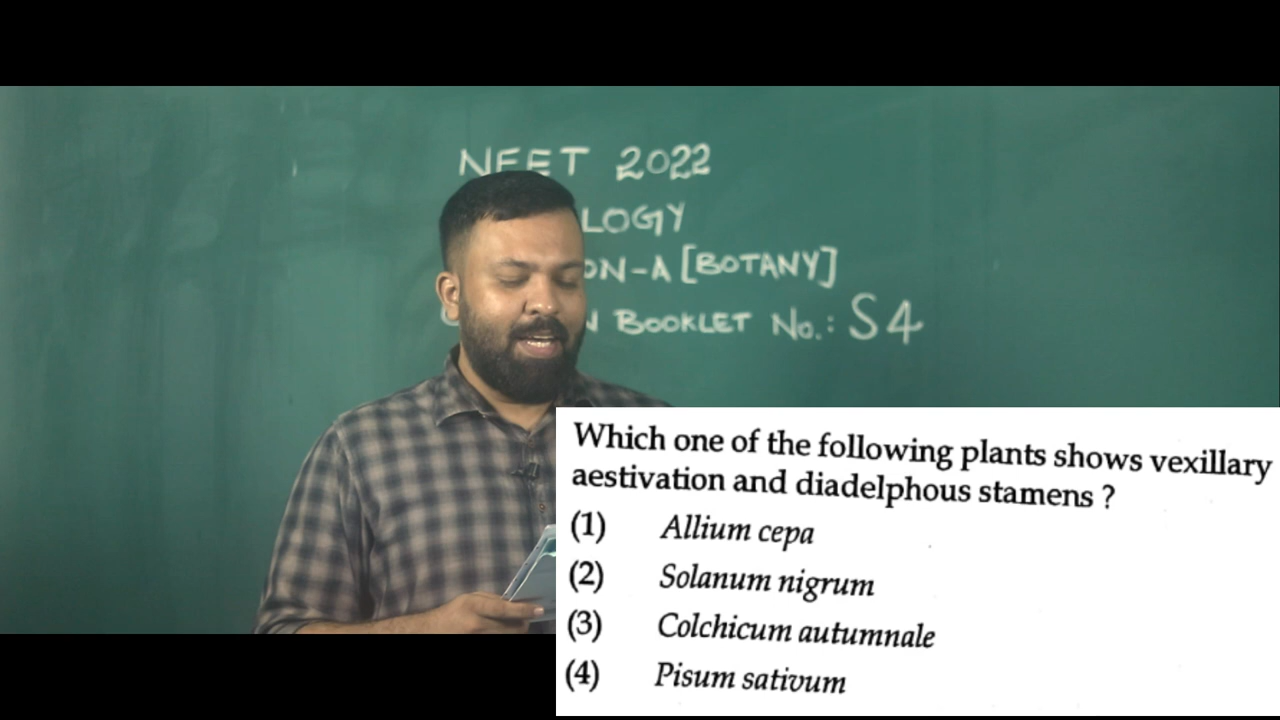 NEET 2022
LOGY
ON-A [BOTANY]
N BOOKLET No.: S4
Which one of the following plants shows vexillary
aestivation and diadelphous stamens ?
(1) Allium cepa
(2) Solanum nigrum
(3) Colchicum autumnale
(4) Pisum sativum